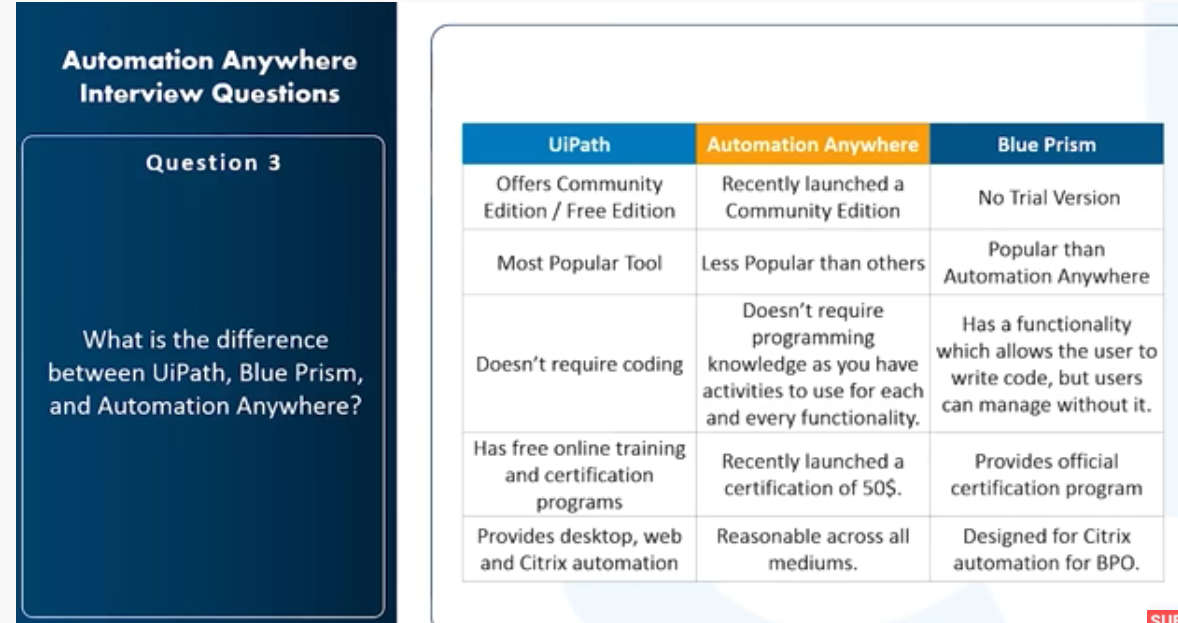 Automation Anywhere
Interview Questions
Question 3
What is the difference
between UiPath, Blue Prism,
and Automation Anywhere?
UiPath
Automation Anywhere
Blue Prism
Offers Community
Edition / Free Edition
Recently launched a
Community Edition
No Trial Version
Most Popular Tool
Less Popular than others
Popular than
Automation Anywhere
Doesn’t require coding
Doesn’t require
programming
knowledge as you have
activities to use for each
and every functionality.
Has a functionality
which allows the user to
write code, but users
can manage without it.
Has free online training
and certification
programs
Recently launched a
certification of 50$.
Provides official
certification program
Provides desktop, web
and Citrix automation
Reasonable across all
mediums.
Designed for Citrix
automation for BPO.